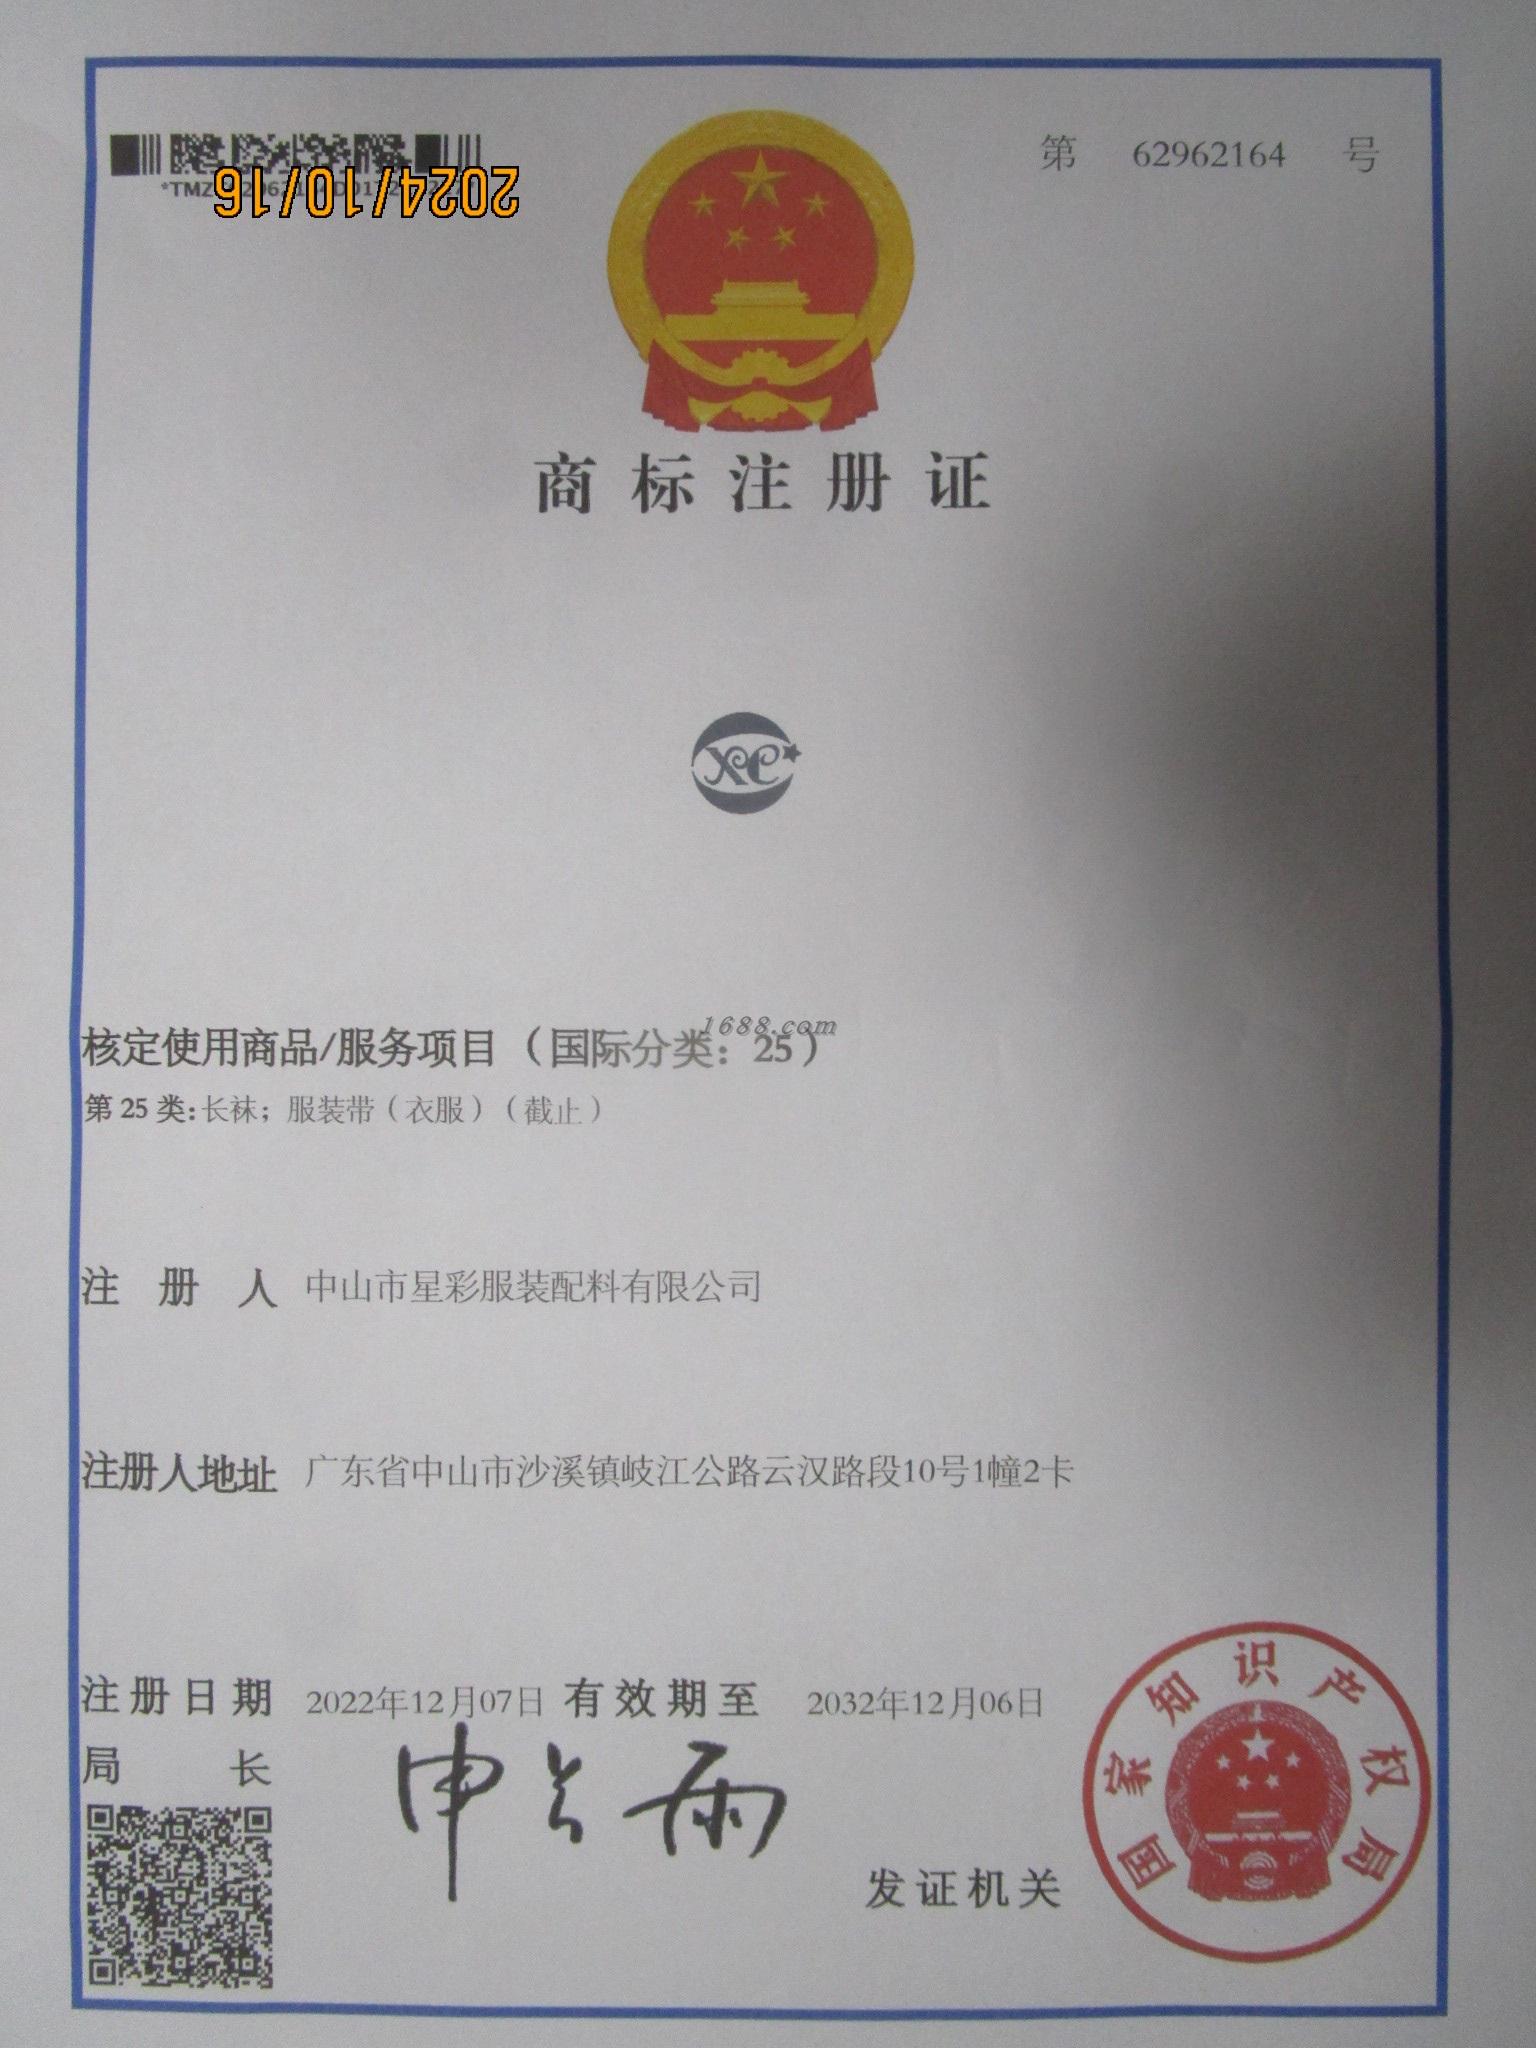 第 62962164 号
2024/10/16
商标注册证
XC
1688.com
核定使用商品/服务项目（国际分类：25）
第 25 类：长袜；服装带（衣服）（截止）
注册人 中山市星彩服装配料有限公司
注册人地址 广东省中山市沙溪镇岐江公路云汉路段10号1幢2卡
注册日期 2022年12月07日 有效期至 2032年12月06日
局长 申长雨
发证机关
国家知识产权局